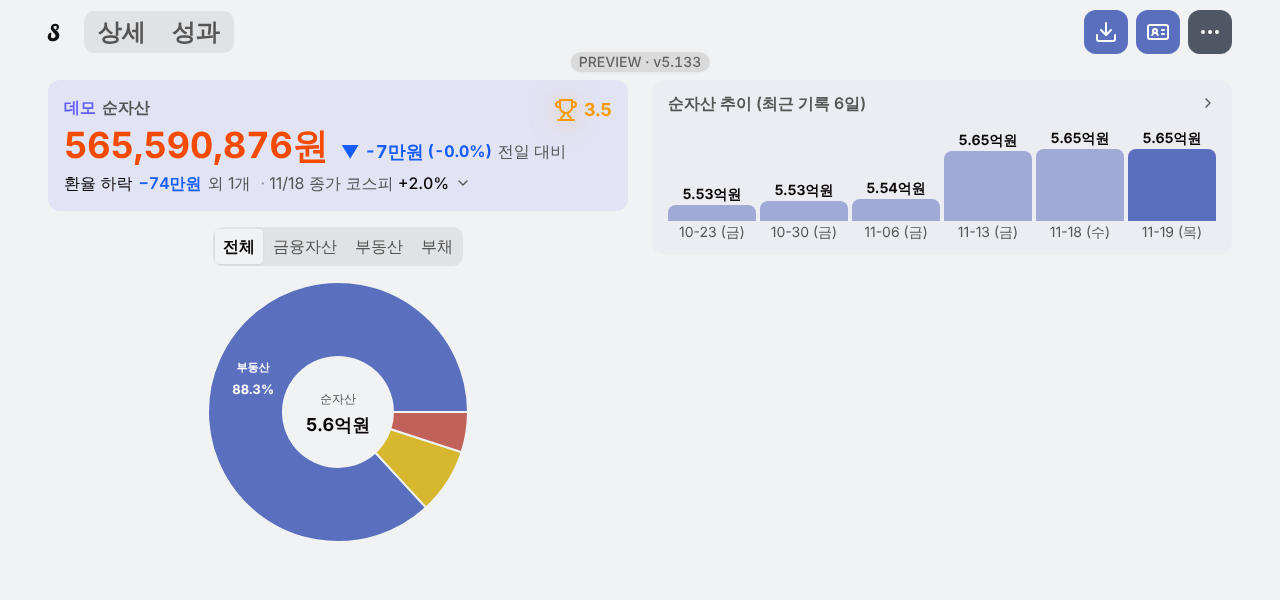 S
상세 성과
PREVIEW · v5.133
데모 순자산
3.5
565,590,876원 ▼ -7만원 (-0.0%) 전일 대비
환율 하락 −74만원 외 1개 · 11/18 종가 코스피 +2.0%
순자산 추이 (최근 기록 6일)
5.53억원 5.53억원 5.54억원 5.65억원 5.65억원 5.65억원
10-23 (금) 10-30 (금) 11-06 (금) 11-13 (금) 11-18 (수) 11-19 (목)
전체 금융자산 부동산 부채
부동산
88.3%
순자산
5.6억원